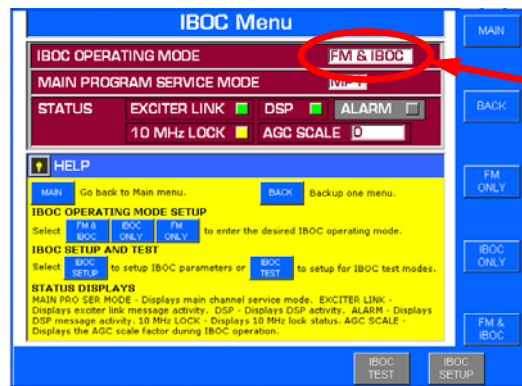 IBOC Menu
MAIN
IBOC OPERATING MODE FM & IBOC
MAIN PROGRAM SERVICE MODE
STATUS EXCITER LINK DSP ALARM
BACK
10 MHz LOCK AGC SCALE 0
HELP
MAIN Go back to Main menu. BACK Backup one menu.
FM
ONLY
IBOC OPERATING MODE SETUP
Select FM & IBOC IBOC ONLY FM ONLY to enter the desired IBOC operating mode.
IBOC SETUP AND TEST
IBOC
ONLY
Select IBOC SETUP to setup IBOC parameters or IBOC TEST to setup for IBOC test modes.
STATUS DISPLAYS
MAIN PRO SER MODE - Displays main channel service mode. EXCITER LINK -
Displays exciter link message activity. DSP - Displays DSP activity. ALARM - Displays
DSP message activity. 10 MHz LOCK - Displays 10 MHz lock status. AGC SCALE -
Displays the AGC scale factor during IBOC operation.
FM &
IBOC
IBOC
TEST
IBOC
SETUP